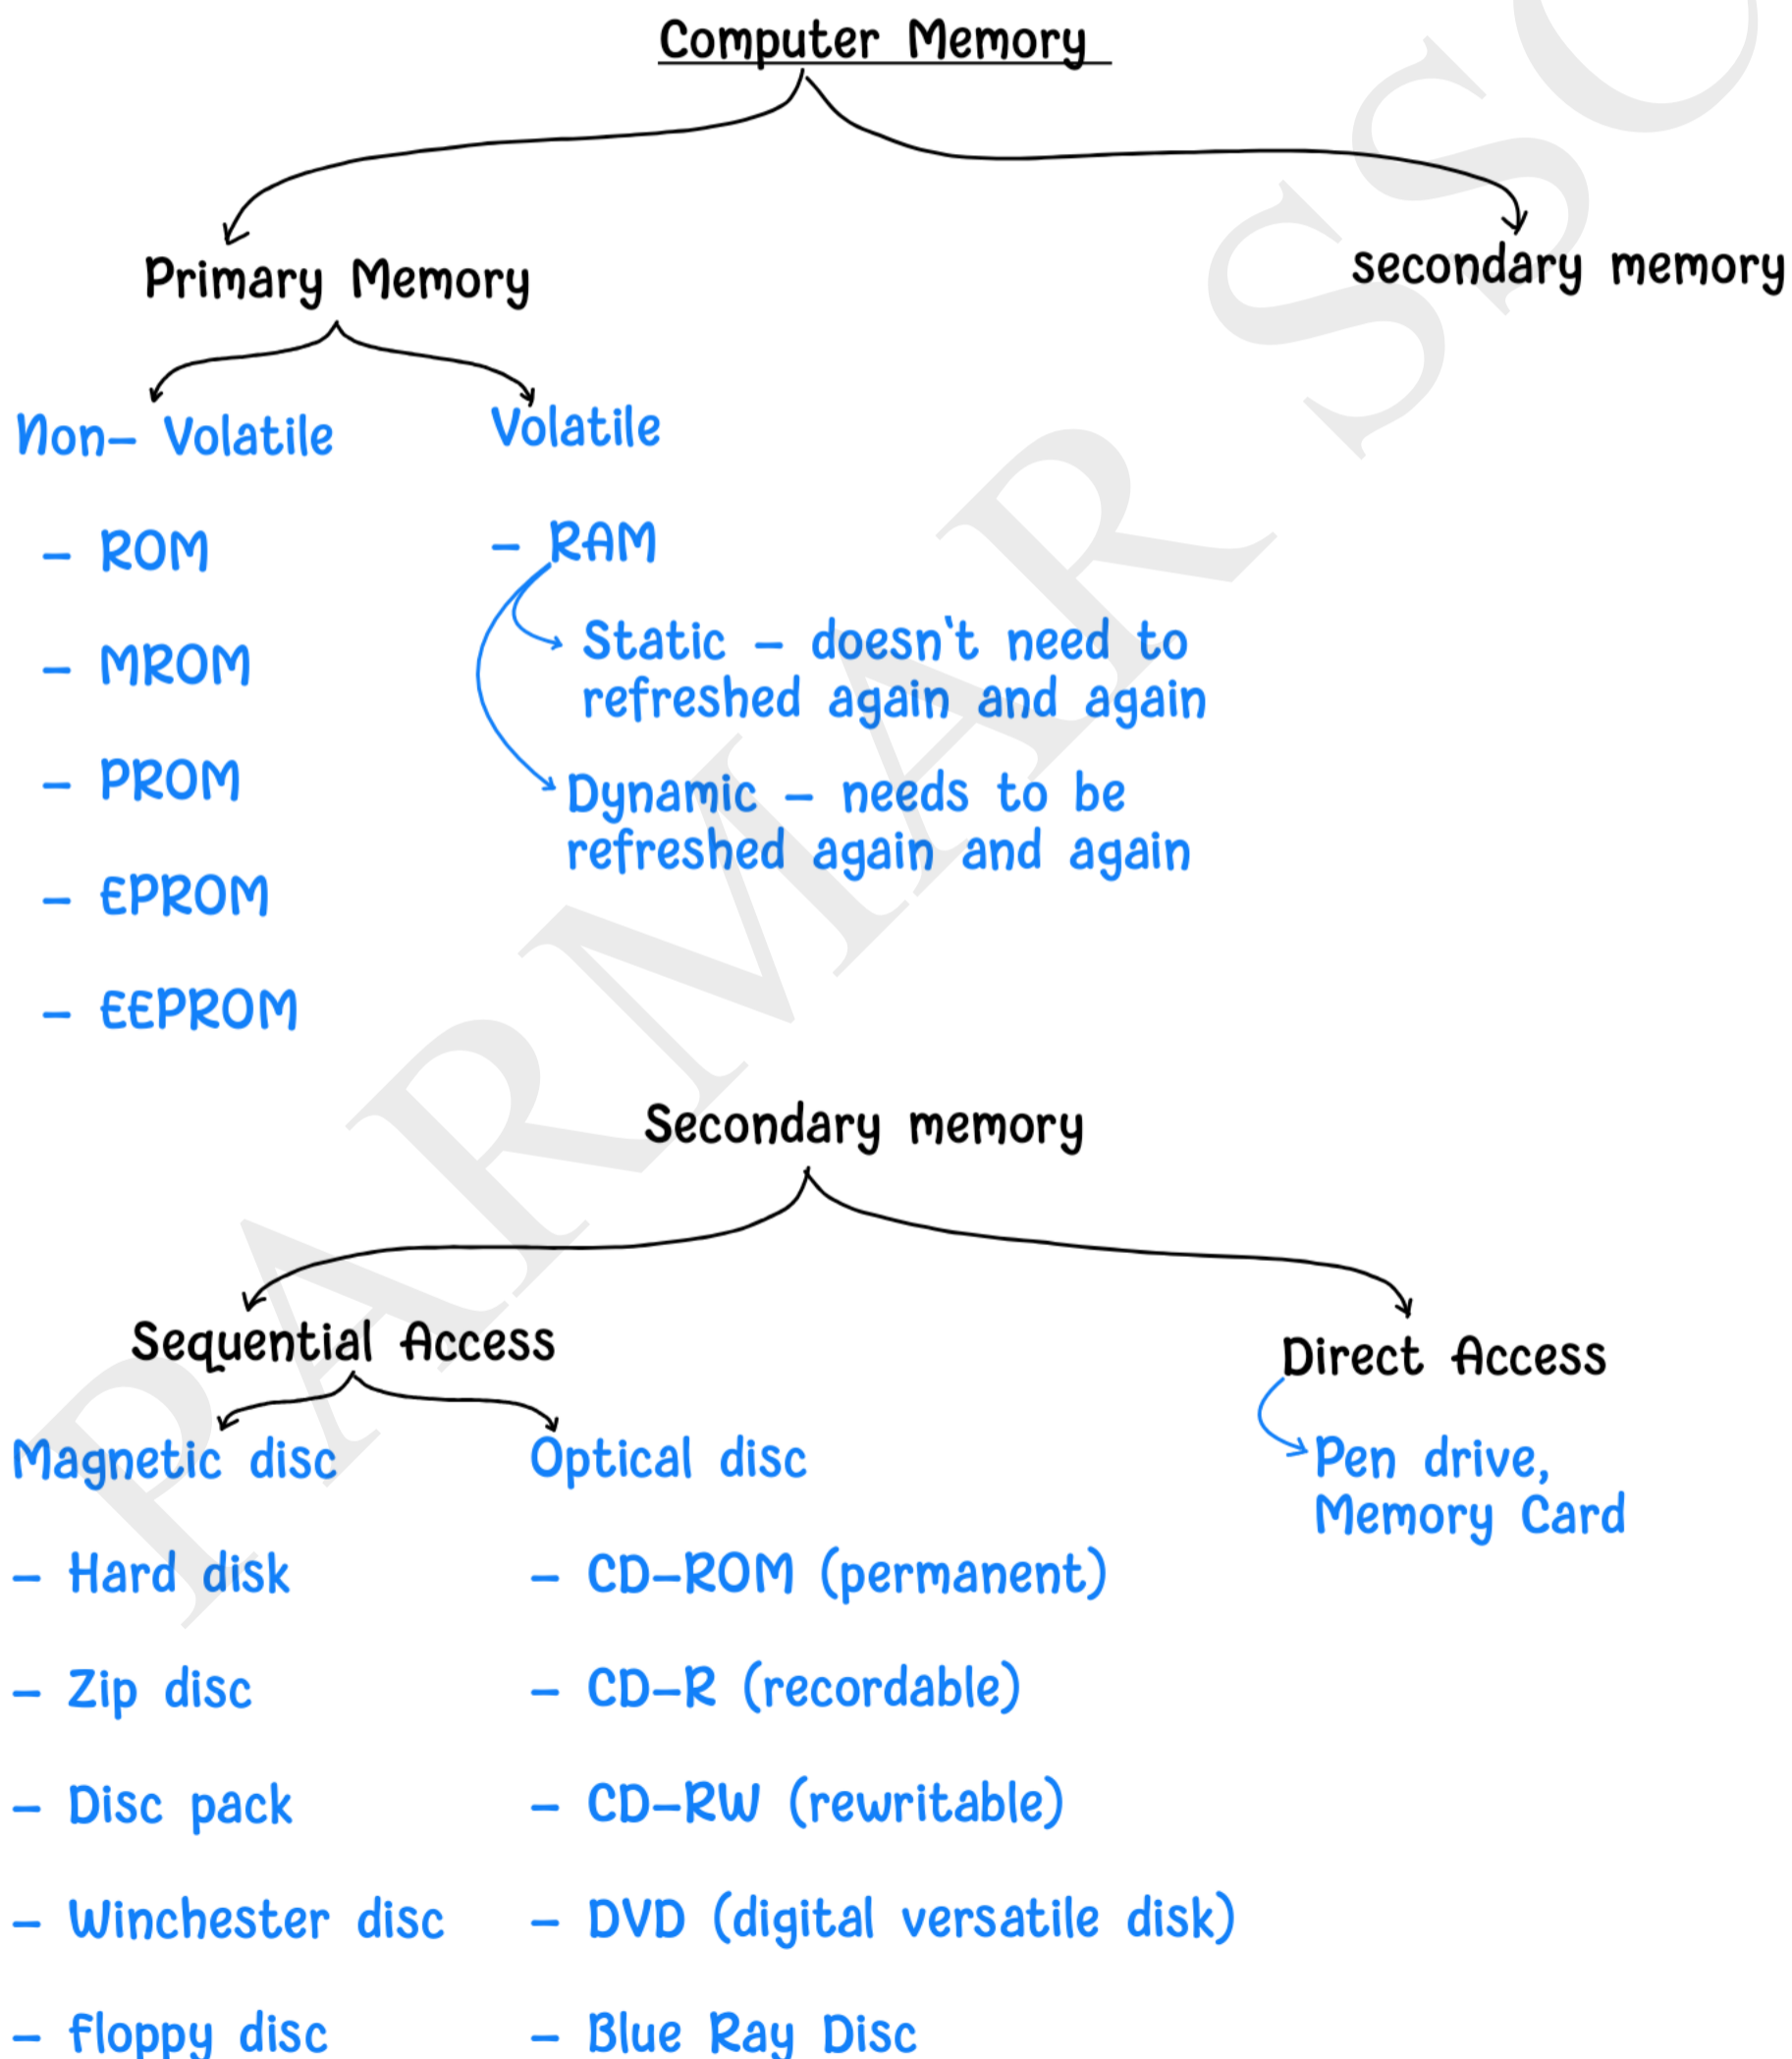 Computer Memory
Primary Memory
secondary memory
Non- Volatile
Volatile
- ROM
- RAM
Static - doesn't need to
refreshed again and again
- MROM
- PROM
Dynamic - needs to be
refreshed again and again
- EPROM
- EEPROM
Secondary memory
Sequential Access
Direct Access
Magnetic disc
Optical disc
Pen drive,
Memory Card
- Hard disk
- CD-ROM (permanent)
- Zip disc
- CD-R (recordable)
- Disc pack
- CD-RW (rewritable)
- Winchester disc
- DVD (digital versatile disk)
- floppy disc
- Blue Ray Disc
PARMAR SSC